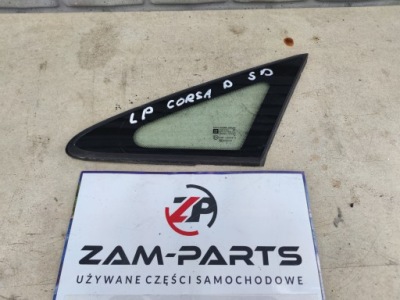 LP CORSA D 5D
ZP
ZAM-PARTS
UŻYWANE CZĘŚCI SAMOCHODOWE